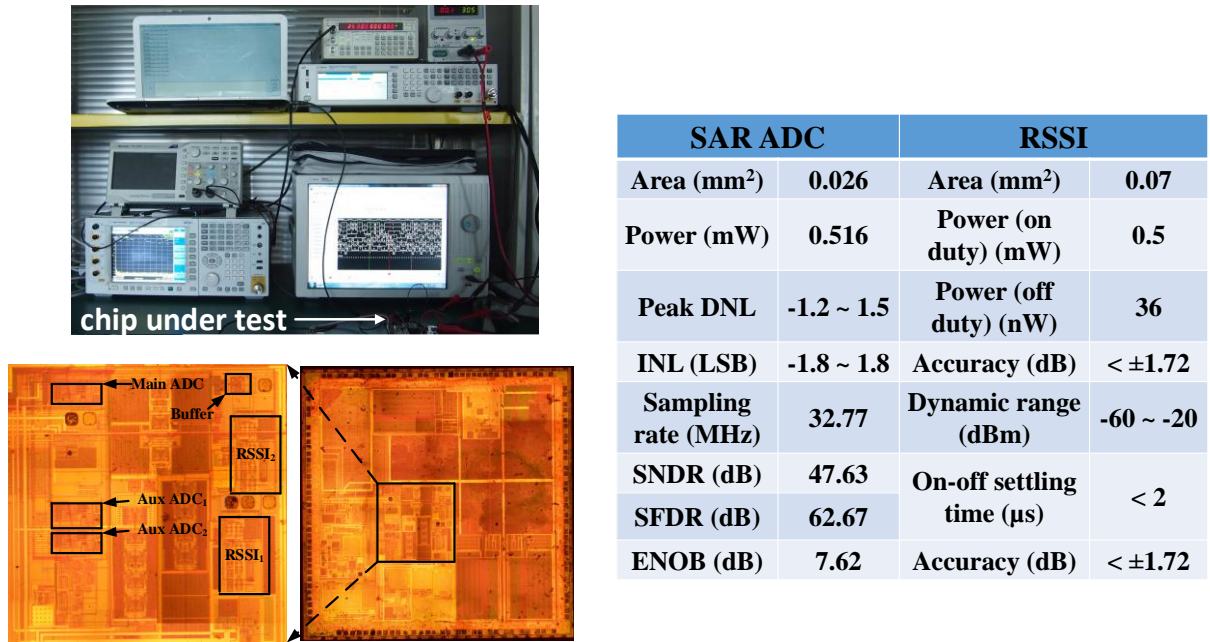 chip under test
Main ADC
Buffer
RSSI₂
Aux ADC₁
Aux ADC₂
RSSI₁
SAR ADC RSSI
Area (mm²) 0.026 Area (mm²) 0.07
Power (mW) 0.516 Power (on
duty) (mW) 0.5
Peak DNL -1.2 ~ 1.5 Power (off
duty) (nW) 36
INL (LSB) -1.8 ~ 1.8 Accuracy (dB) < ±1.72
Sampling
rate (MHz) 32.77 Dynamic range
(dBm) -60 ~ -20
SNDR (dB) 47.63 On-off settling
time (µs) < 2
SFDR (dB) 62.67
ENOB (dB) 7.62 Accuracy (dB) < ±1.72